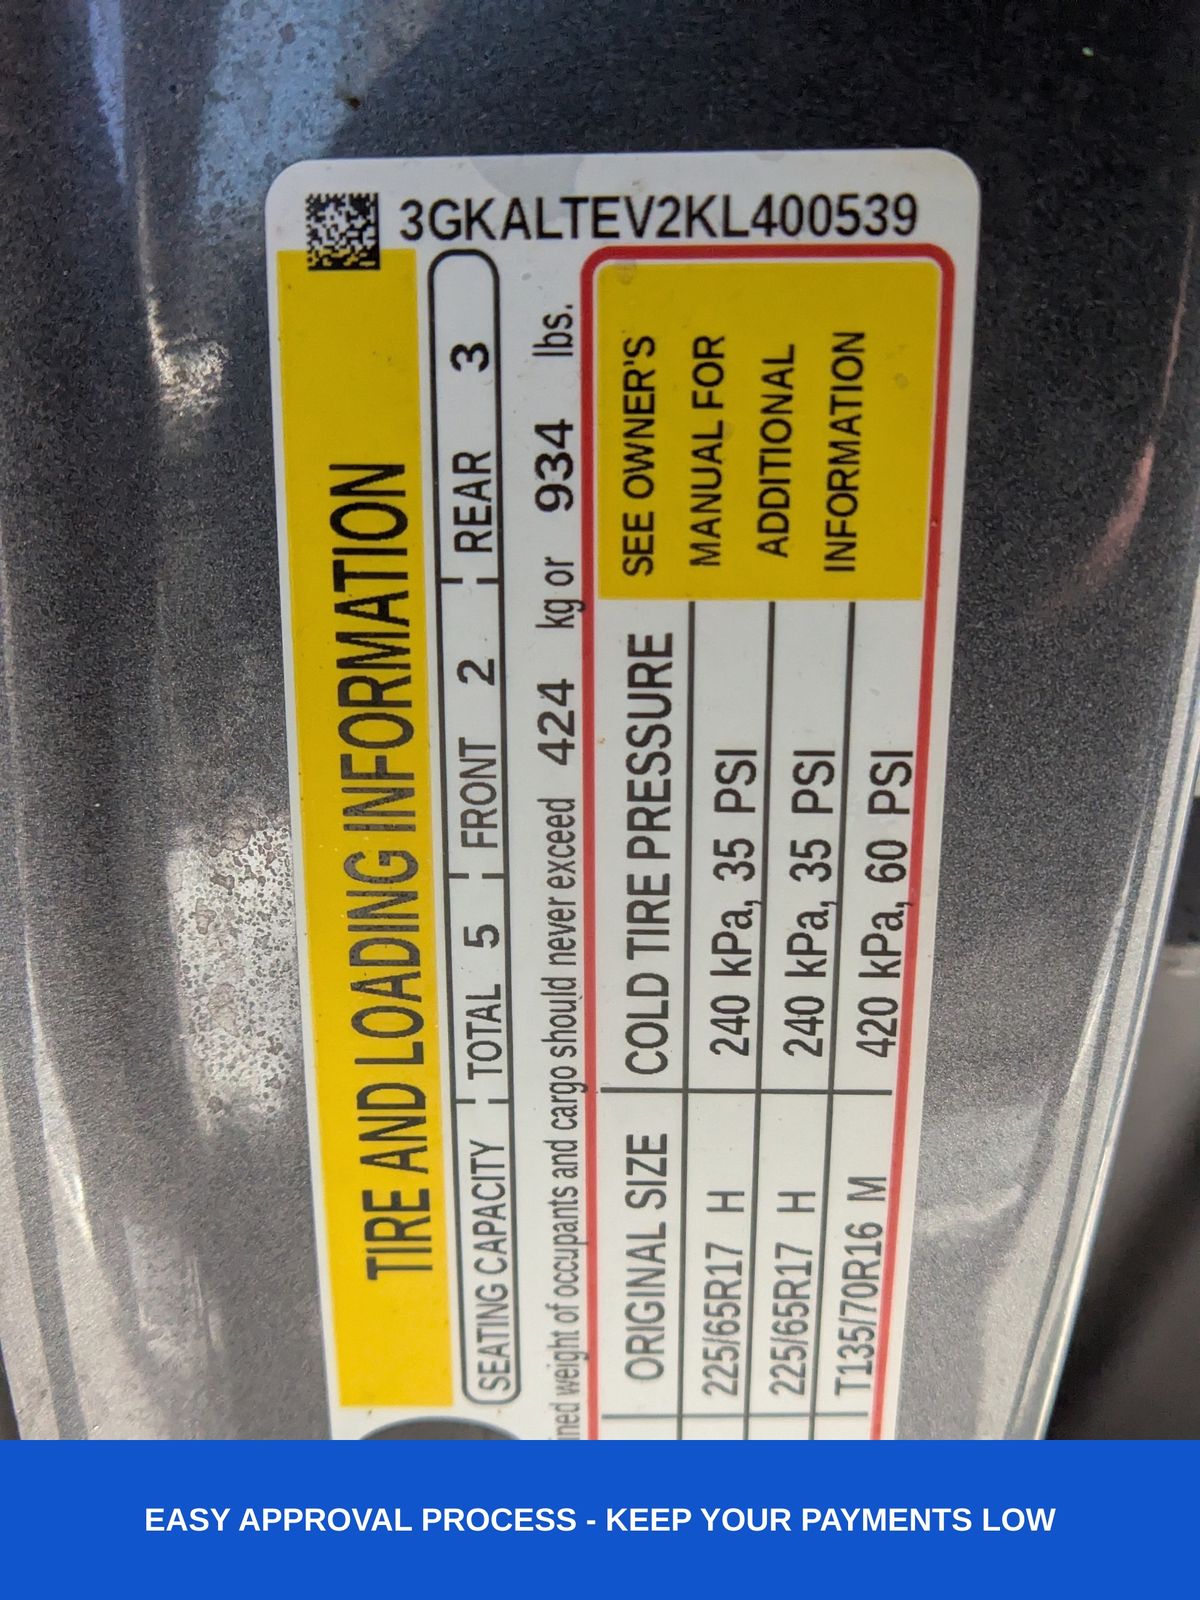 3GKALTEV2KL400539
TIRE AND LOADING INFORMATION
SEATING CAPACITY TOTAL 5 FRONT 2 REAR 3
ined weight of occupants and cargo should never exceed 424 kg or 934 lbs.
ORIGINAL SIZE COLD TIRE PRESSURE
225/65R17 H 240 kPa, 35 PSI
225/65R17 H 240 kPa, 35 PSI
T135/70R16 M 420 kPa, 60 PSI
SEE OWNER'S
MANUAL FOR
ADDITIONAL
INFORMATION
EASY APPROVAL PROCESS - KEEP YOUR PAYMENTS LOW